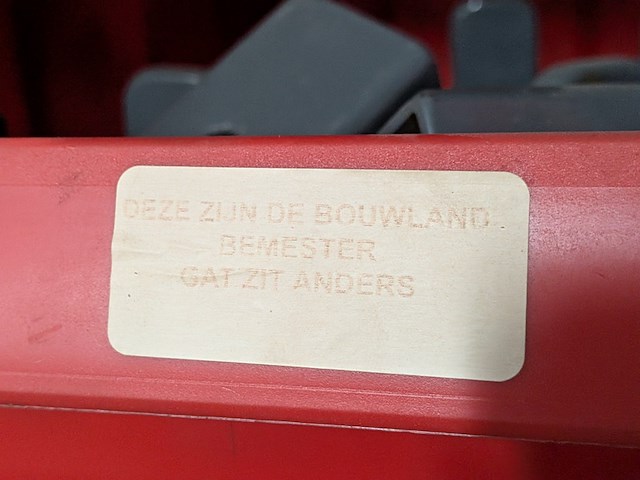 DEZE ZIJN DE BOUWLAND
BEMESTER
GAT ZIT ANDERS